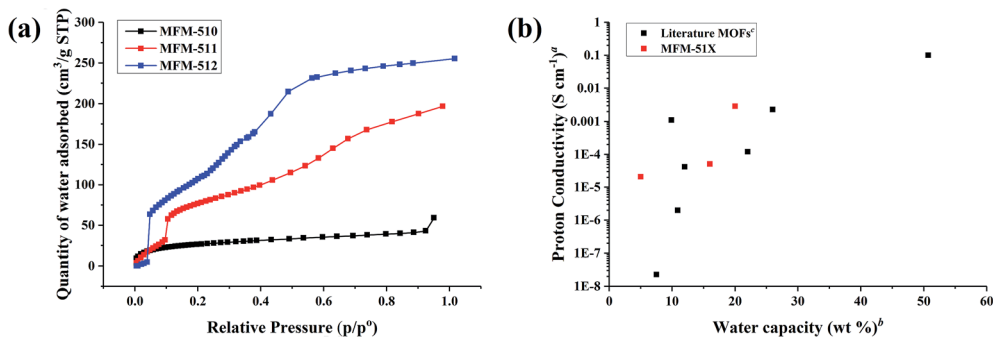 (a)
MFM-510
MFM-511
MFM-512
Quantity of water adsorbed (cm³/g STP)
300
250
200
150
100
50
0
0.0 0.2 0.4 0.6 0.8 1.0
Relative Pressure (p/pº)
(b)
Literature MOFsᶜ
MFM-51X
Proton Conductivity (S cm⁻¹)ᵃ
1
0.1
0.001
1E-4
1E-5
1E-6
1E-7
1E-8
0 10 20 30 40 50 60
Water capacity (wt %)ᵇ